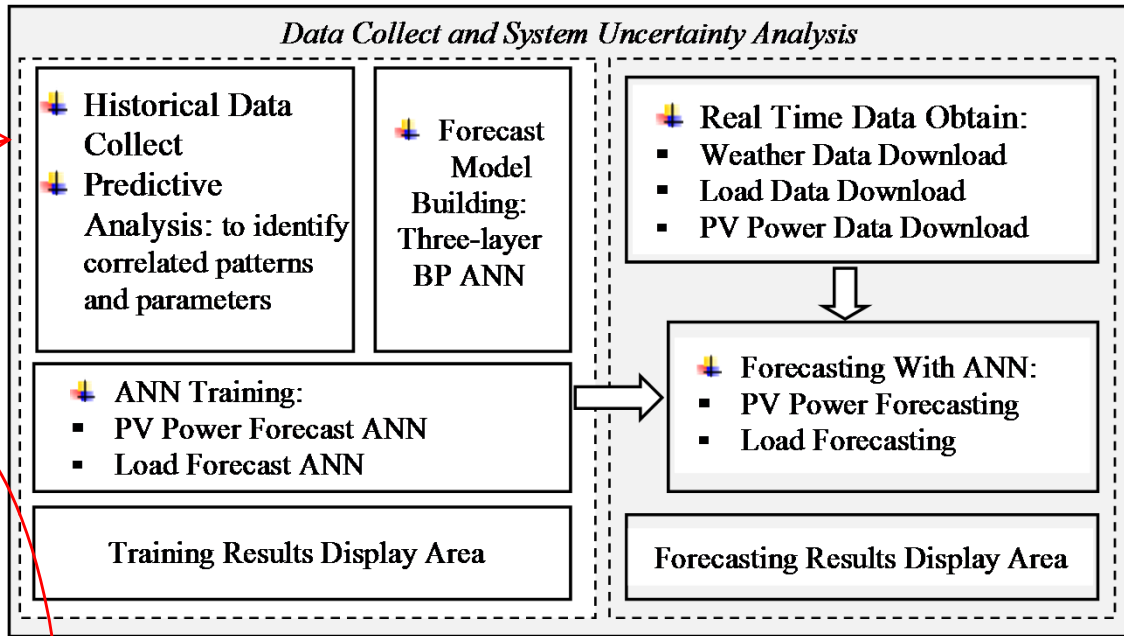 Data Collect and System Uncertainty Analysis
Historical Data
Collect
Predictive
Analysis: to identify
correlated patterns
and parameters
Forecast
Model
Building:
Three-layer
BP ANN
ANN Training:
PV Power Forecast ANN
Load Forecast ANN
Training Results Display Area
Real Time Data Obtain:
Weather Data Download
Load Data Download
PV Power Data Download
Forecasting With ANN:
PV Power Forecasting
Load Forecasting
Forecasting Results Display Area